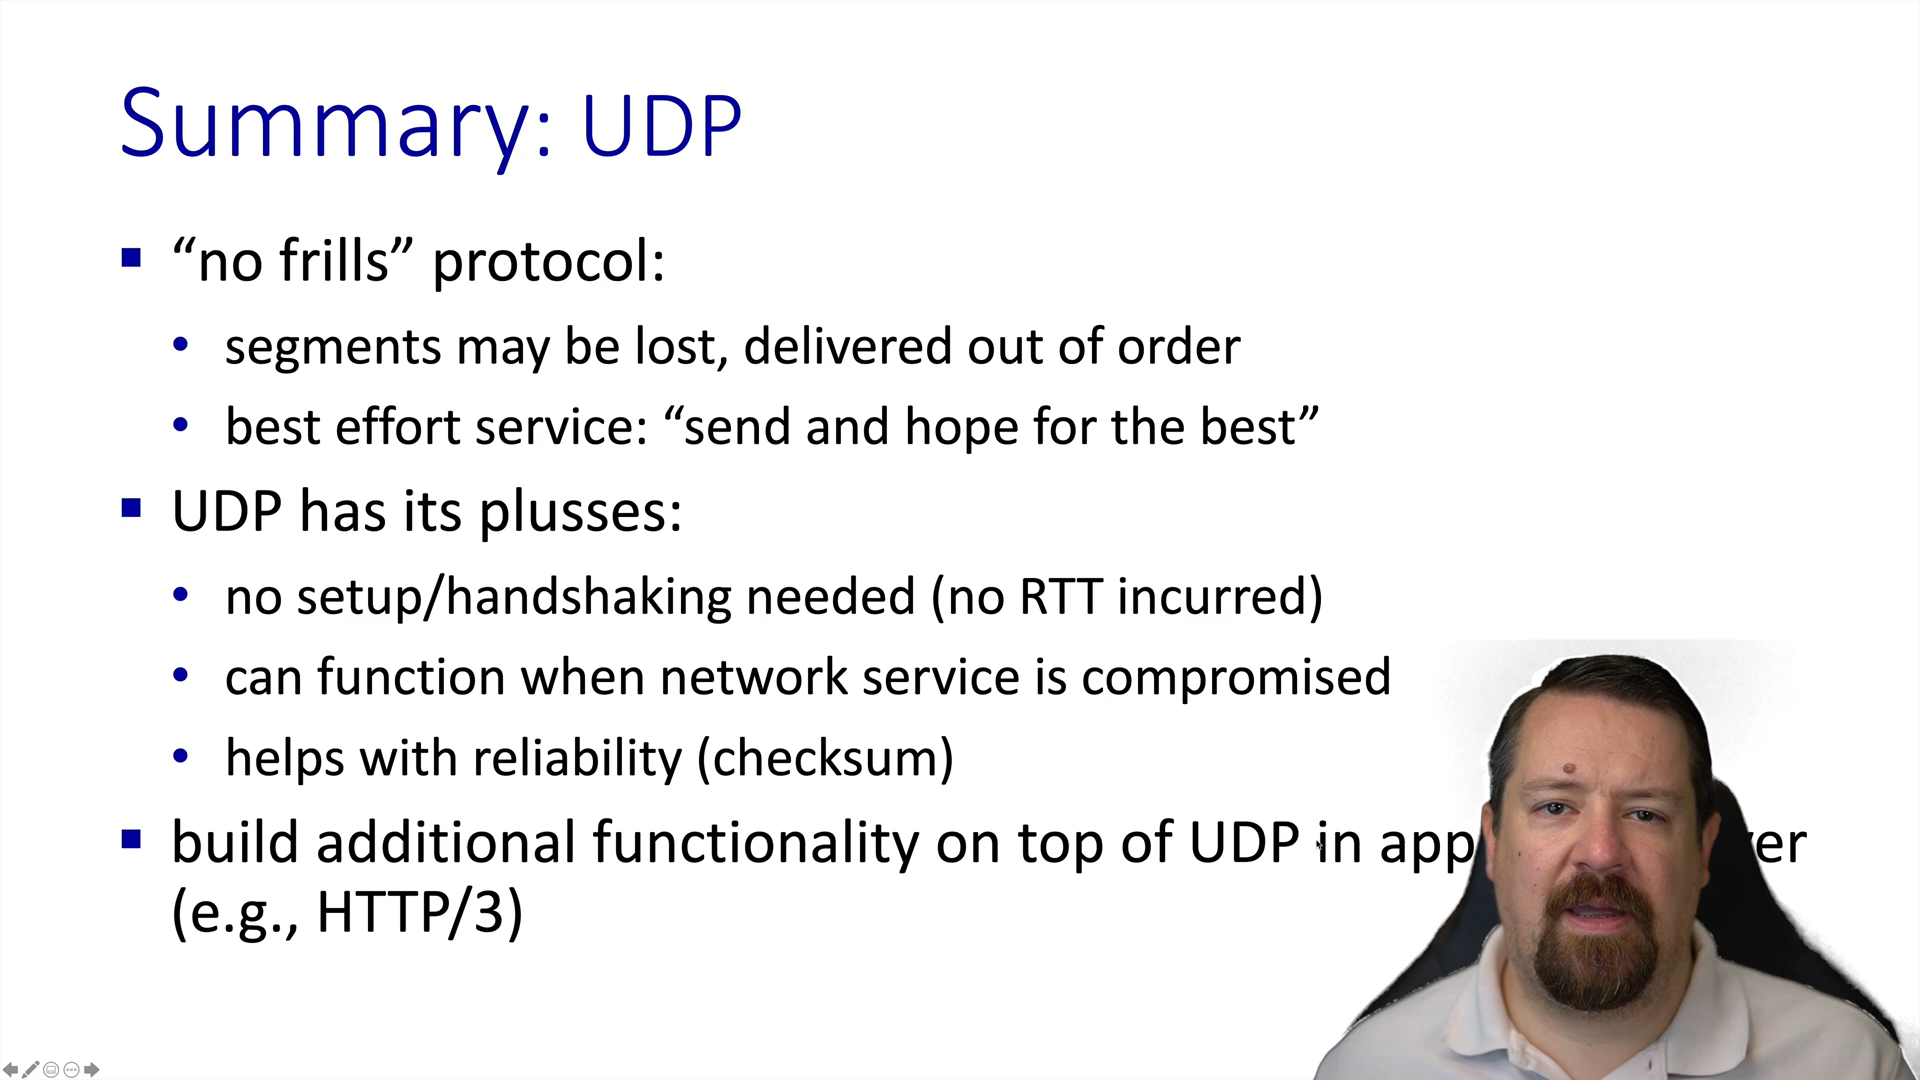 Summary: UDP
“no frills” protocol:
segments may be lost, delivered out of order
best effort service: “send and hope for the best”
UDP has its plusses:
no setup/handshaking needed (no RTT incurred)
can function when network service is compromised
helps with reliability (checksum)
build additional functionality on top of UDP in
(e.g., HTTP/3)